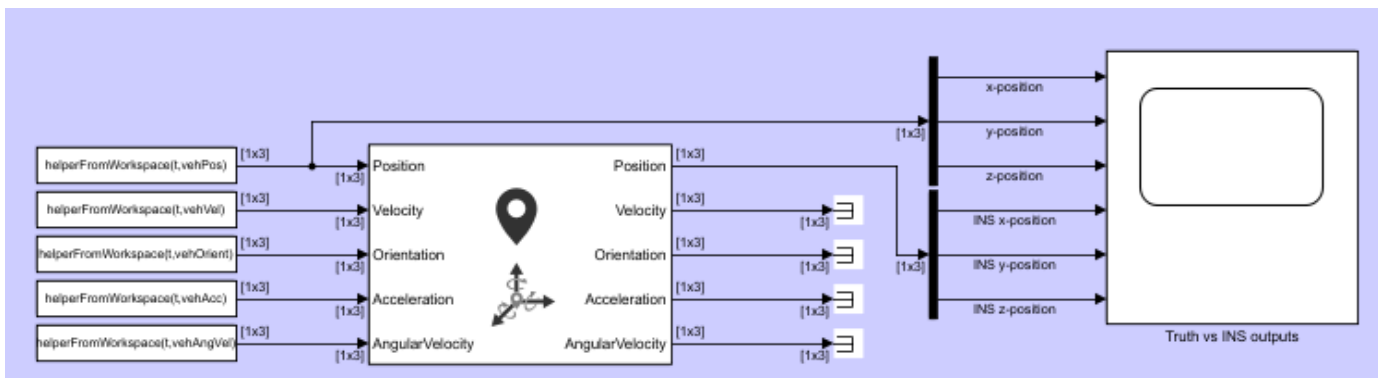 x-position
[1x3]
y-position
helperFromWorkspace(t,vehPos)
[1x3]
[1x3]
Position
Position
[1x3]
z-position
helperFromWorkspace(t,vehVel)
[1x3]
[1x3]
Velocity
Velocity
[1x3]
[1x3]
INS x-position
helperFromWorkspace(t,vehOrient)
[1x3]
[1x3]
Orientation
Orientation
[1x3]
[1x3]
[1x3]
INS y-position
helperFromWorkspace(t,vehAcc)
[1x3]
[1x3]
Acceleration
Acceleration
[1x3]
[1x3]
INS z-position
helperFromWorkspace(t,vehAngVel)
[1x3]
[1x3]
AngularVelocity
AngularVelocity
[1x3]
[1x3]
Truth vs INS outputs